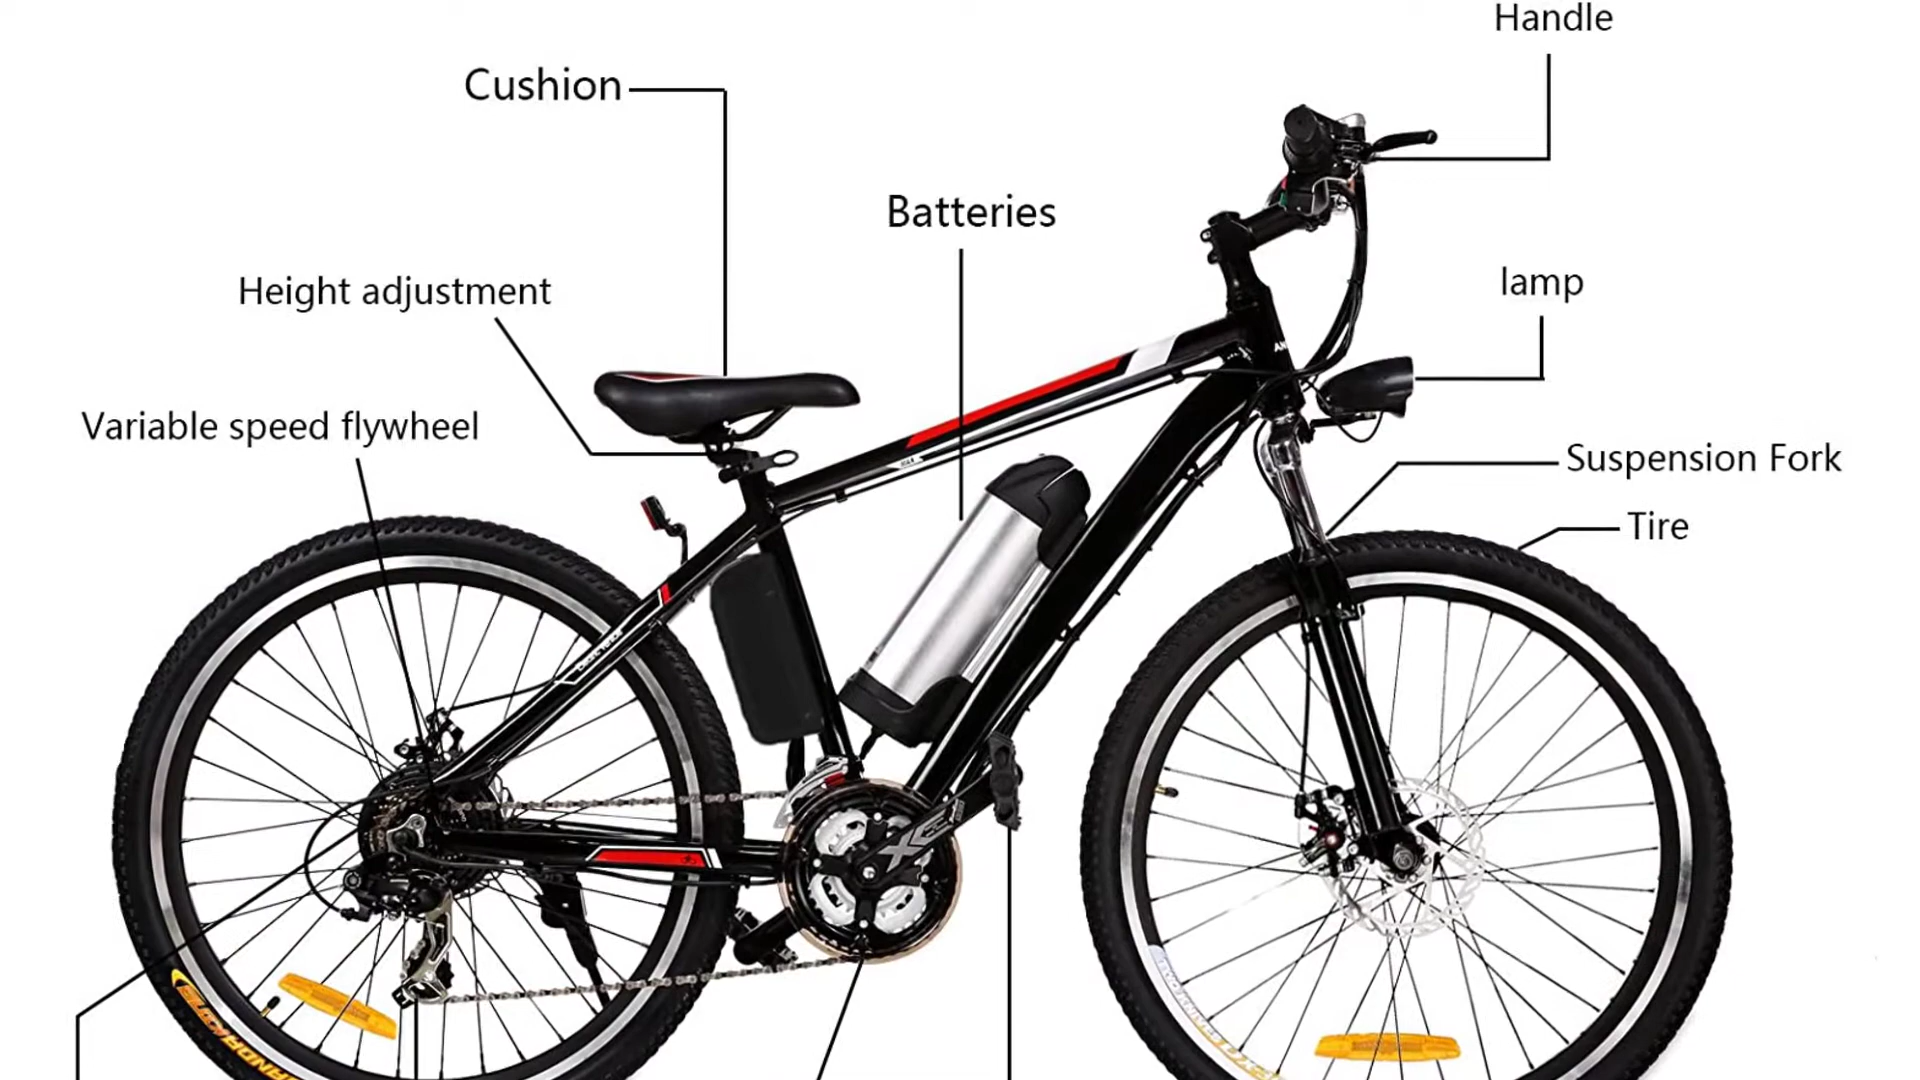 Handle
Cushion
Batteries
lamp
Height adjustment
Variable speed flywheel
Suspension Fork
Tire